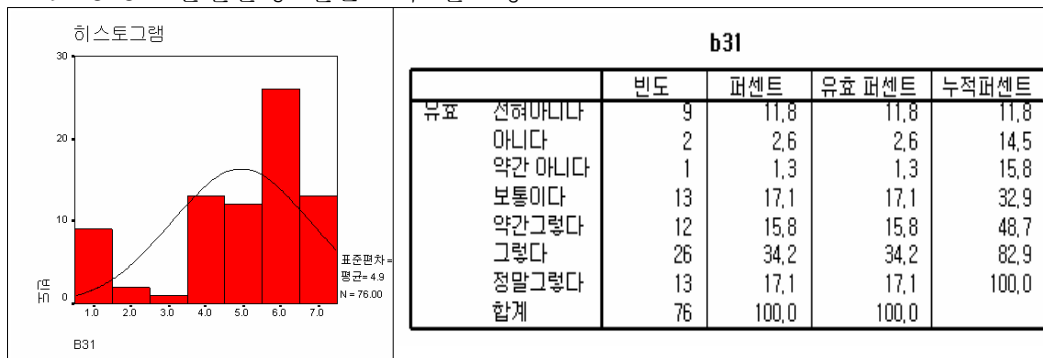 히스토그램
30
20
10
0
빈도
1.0 2.0 3.0 4.0 5.0 6.0 7.0
표준편차=
평균= 4.9
N = 76.00
B31
b31
빈도 퍼센트 유효 퍼센트 누적퍼센트
유효 전혀아니다 9 11,8 11,8 11,8
아니다 2 2,6 2,6 14,5
약간 아니다 1 1,3 1,3 15,8
보통이다 13 17,1 17,1 32,9
약간그렇다 12 15,8 15,8 48,7
그렇다 26 34,2 34,2 82,9
정말그렇다 13 17,1 17,1 100,0
합계 76 100,0 100,0